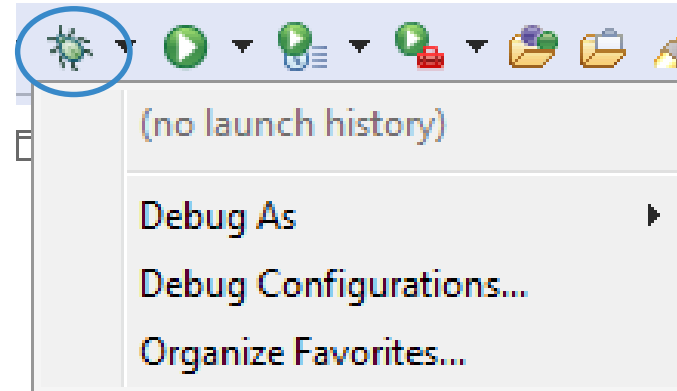 (no launch history)
Debug As
Debug Configurations...
Organize Favorites...